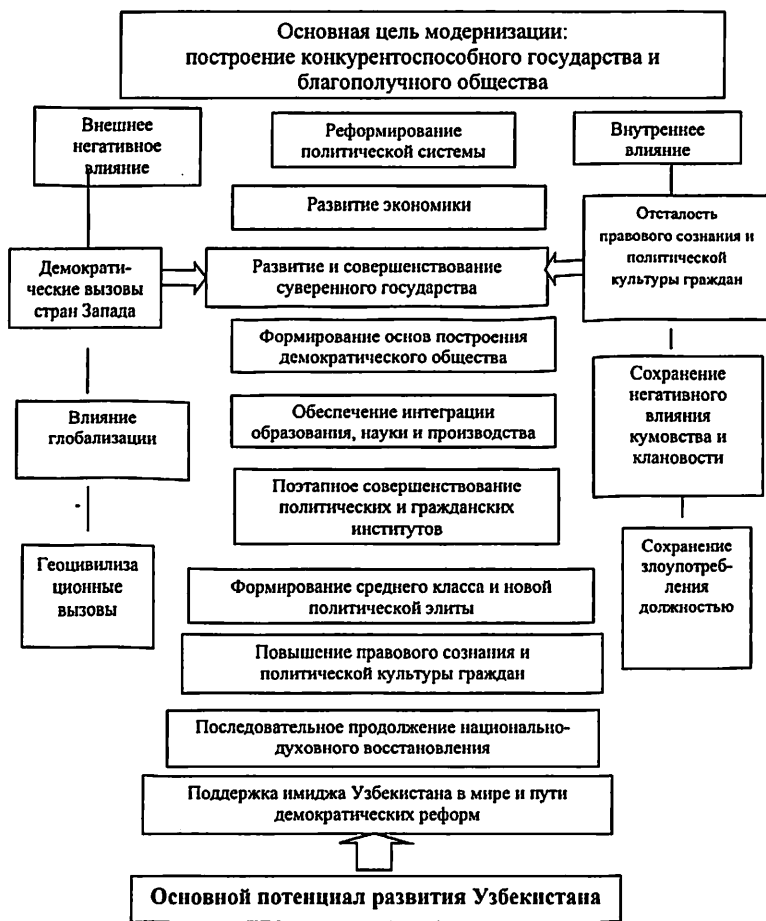 Основная цель модернизации:
построение конкурентоспособного государства и
благополучного общества
Внешнее
негативное
влияние
Реформирование
политической системы
Внутреннее
влияние
Развитие экономики
Отсталость
правового сознания и
политической
культуры граждан
Демократи-
ческие вызовы
стран Запада
Развитие и совершенствование
суверенного государства
Формирование основ построения
демократического общества
Сохранение
негативного
влияния
кумовства и
клановости
Влияние
глобализации
Обеспечение интеграции
образования, науки и производства
Поэтапное совершенствование
политических и гражданских
институтов
Геоцивилиза
ционные
вызовы
Сохранение
злоупотреб-
ления
должностью
Формирование среднего класса и новой
политической элиты
Повышение правового сознания и
политической культуры граждан
Последовательное продолжение национально-
духовного восстановления
Поддержка имиджа Узбекистана в мире и пути
демократических реформ
Основной потенциал развития Узбекистана